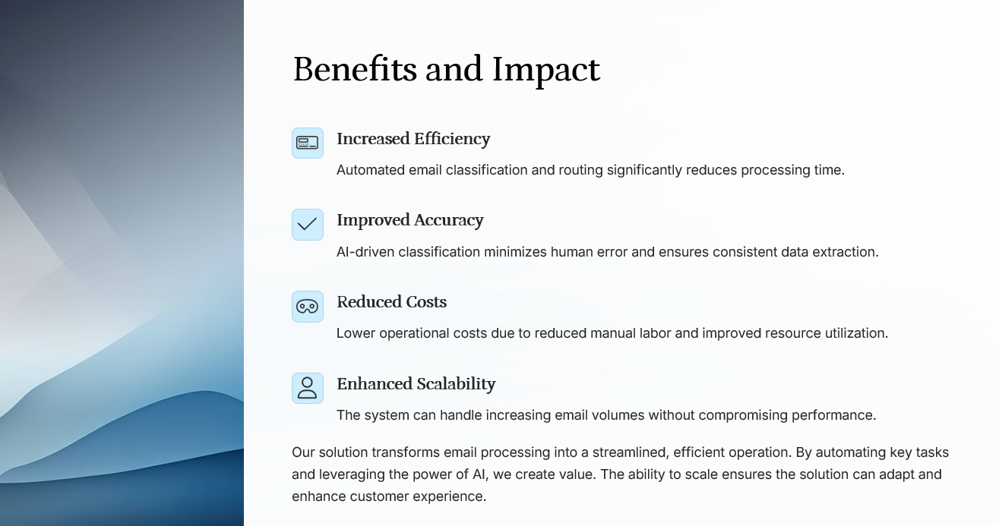 Benefits and Impact
Increased Efficiency
Automated email classification and routing significantly reduces processing time.
Improved Accuracy
AI-driven classification minimizes human error and ensures consistent data extraction.
Reduced Costs
Lower operational costs due to reduced manual labor and improved resource utilization.
Enhanced Scalability
The system can handle increasing email volumes without compromising performance.
Our solution transforms email processing into a streamlined, efficient operation. By automating key tasks
and leveraging the power of AI, we create value. The ability to scale ensures the solution can adapt and
enhance customer experience.